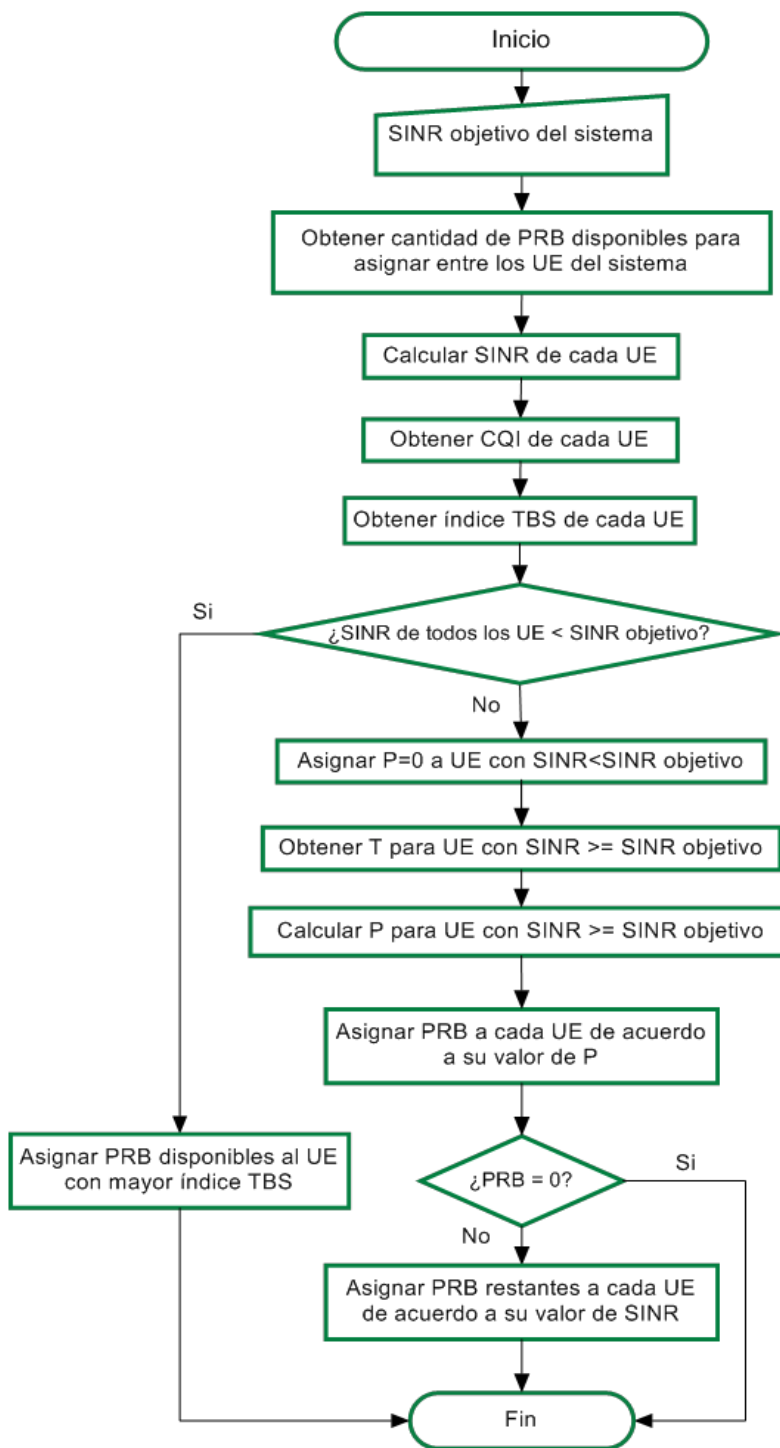 Inicio
SINR objetivo del sistema
Obtener cantidad de PRB disponibles para
asignar entre los UE del sistema
Calcular SINR de cada UE
Obtener CQI de cada UE
Obtener índice TBS de cada UE
Si
¿SINR de todos los UE < SINR objetivo?
No
Asignar P=0 a UE con SINR<SINR objetivo
Obtener T para UE con SINR >= SINR objetivo
Calcular P para UE con SINR >= SINR objetivo
Asignar PRB a cada UE de acuerdo
a su valor de P
Asignar PRB disponibles al UE
con mayor índice TBS
¿PRB = 0?
Si
No
Asignar PRB restantes a cada UE
de acuerdo a su valor de SINR
Fin